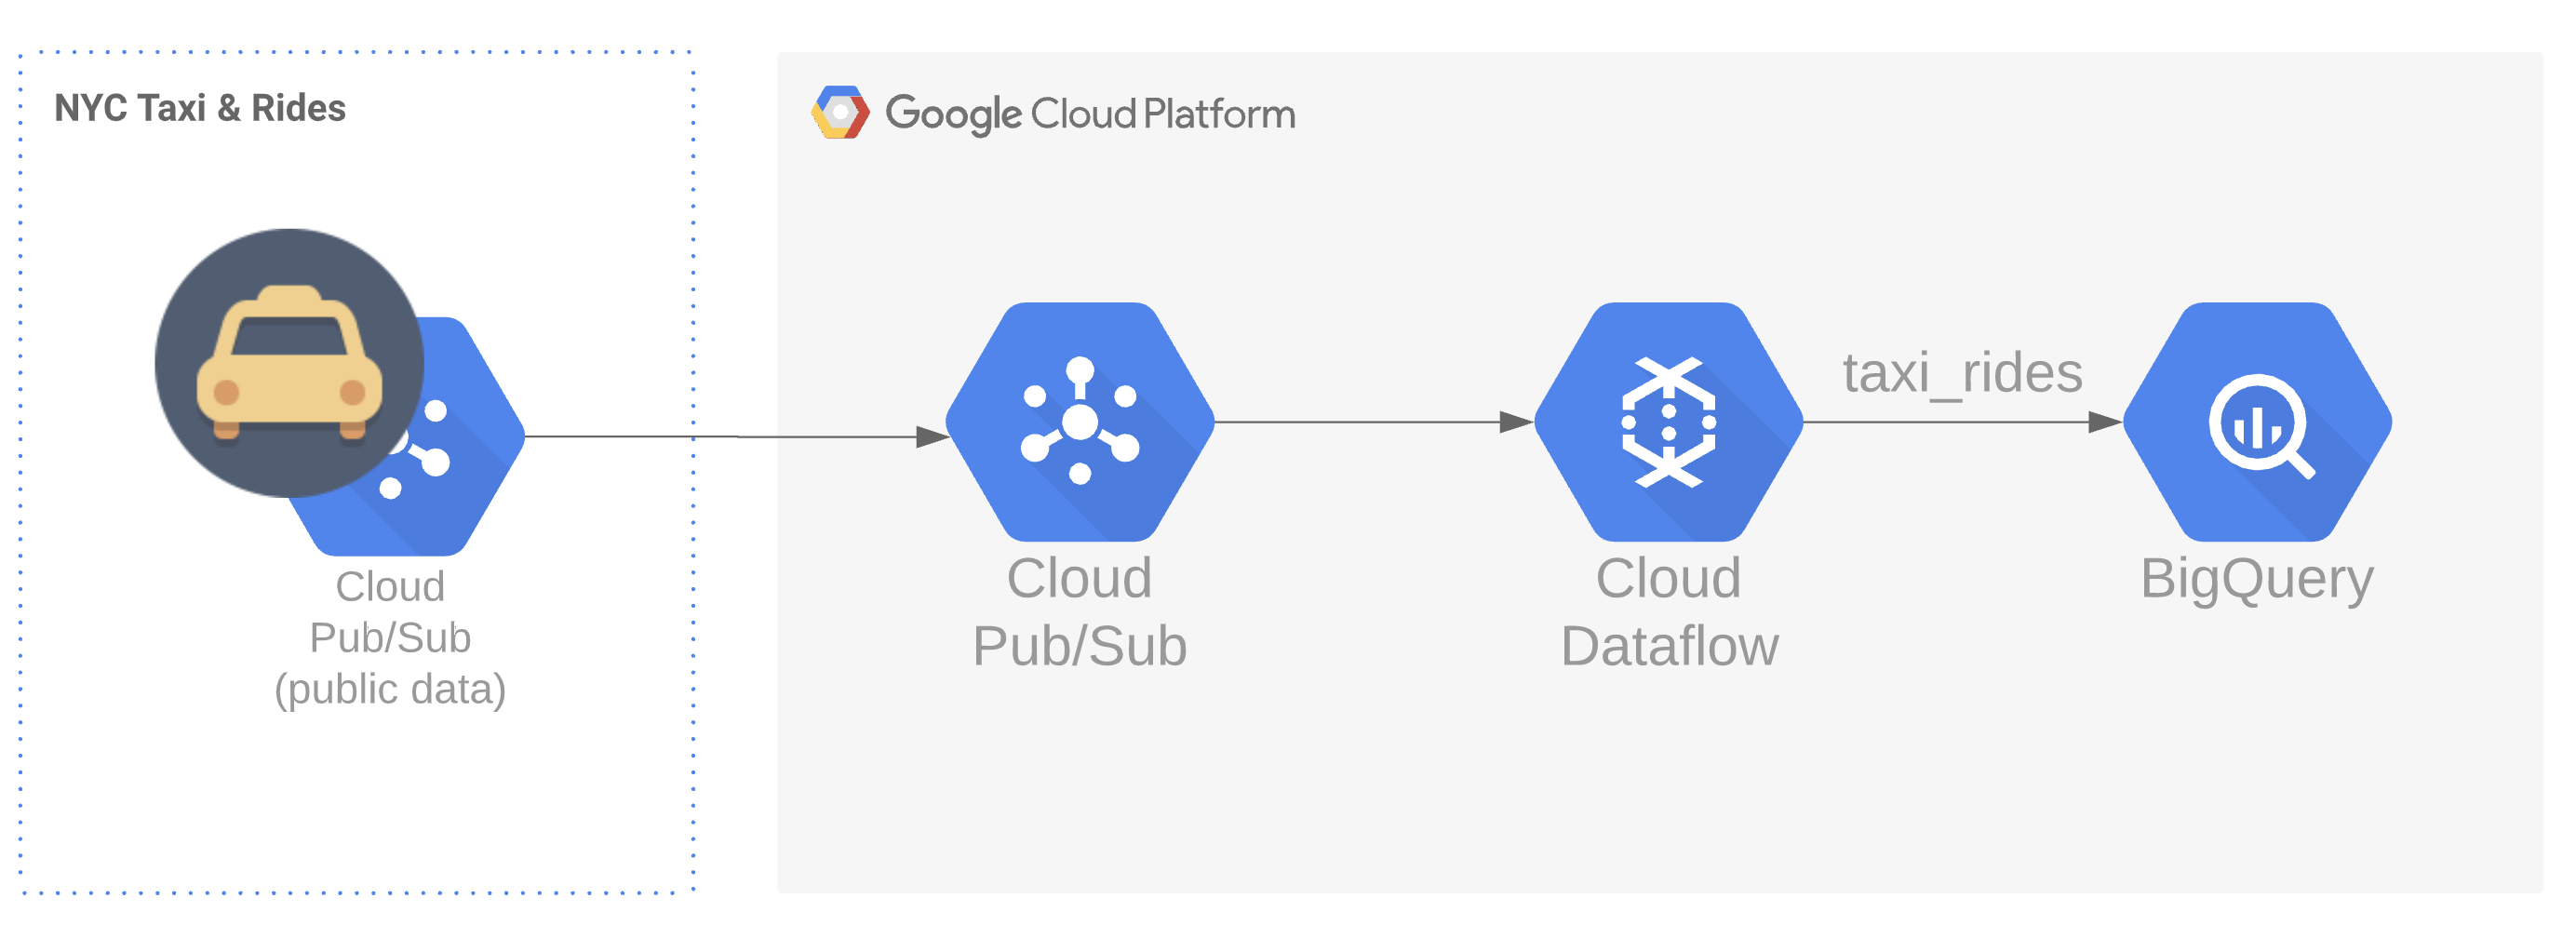 NYC Taxi & Rides
Cloud
Pub/Sub
(public data)
Google Cloud Platform
Cloud
Pub/Sub
Cloud
Dataflow
taxi_rides
BigQuery